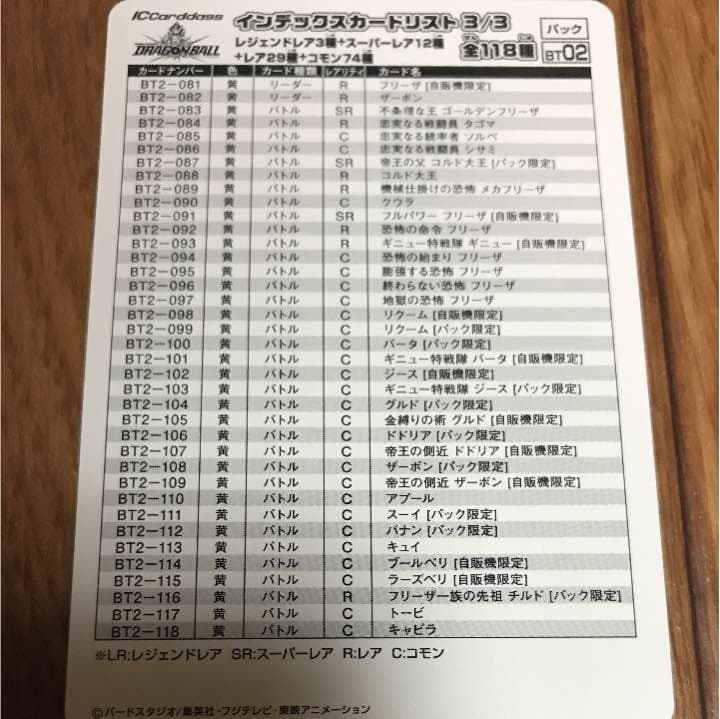 ICCarddass
DRAGONBALL
インデックスカードリスト 3/3
レジェンドレア3種+スーパーレア12種
+レア29種+コモン74種
全118種
パック
BT02
カードナンバー 色 カード種類 レアリティ カード名
BT2-081 黄 リーダー R フリーザ [自販機限定]
BT2-082 黄 リーダー R ザーボン
BT2-083 黄 バトル SR 不条理な王 ゴールデンフリーザ
BT2-084 黄 バトル R 忠実なる戦闘員 タゴマ
BT2-085 黄 バトル C 忠実なる統率者 ソルベ
BT2-086 黄 バトル C 忠実なる戦闘員 シサミ
BT2-087 黄 バトル SR 帝王の父 コルド大王 [パック限定]
BT2-088 黄 バトル R コルド大王
BT2-089 黄 バトル R 機械仕掛けの恐怖 メカフリーザ
BT2-090 黄 バトル C クウラ
BT2-091 黄 バトル SR フルパワー フリーザ [自販機限定]
BT2-092 黄 バトル R 恐怖の命令 フリーザ
BT2-093 黄 バトル R ギニュー特戦隊 ギニュー [自販機限定]
BT2-094 黄 バトル C 恐怖の始まり フリーザ
BT2-095 黄 バトル C 膨張する恐怖 フリーザ
BT2-096 黄 バトル C 終わらない恐怖 フリーザ
BT2-097 黄 バトル C 地獄の恐怖 フリーザ
BT2-098 黄 バトル C リクーム [自販機限定]
BT2-099 黄 バトル C リクーム [パック限定]
BT2-100 黄 バトル C バータ [パック限定]
BT2-101 黄 バトル C ギニュー特戦隊 バータ [自販機限定]
BT2-102 黄 バトル C ジース [自販機限定]
BT2-103 黄 バトル C ギニュー特戦隊 ジース [パック限定]
BT2-104 黄 バトル C グルド [パック限定]
BT2-105 黄 バトル C 金縛りの術 グルド [自販機限定]
BT2-106 黄 バトル C ドドリア [パック限定]
BT2-107 黄 バトル C 帝王の側近 ドドリア [自販機限定]
BT2-108 黄 バトル C ザーボン [パック限定]
BT2-109 黄 バトル C 帝王の側近 ザーボン [自販機限定]
BT2-110 黄 バトル C アプール
BT2-111 黄 バトル C スーイ [パック限定]
BT2-112 黄 バトル C バナン [パック限定]
BT2-113 黄 バトル C キュイ
BT2-114 黄 バトル C ブールベリ [自販機限定]
BT2-115 黄 バトル C ラーズベリ [自販機限定]
BT2-116 黄 バトル R フリーザ一族の先祖 チルド [パック限定]
BT2-117 黄 バトル C トービ
BT2-118 黄 バトル C キャビラ
※LR:レジェンドレア SR:スーパーレア R:レア C:コモン
©バードスタジオ/集英社・フジテレビ・東映アニメーション